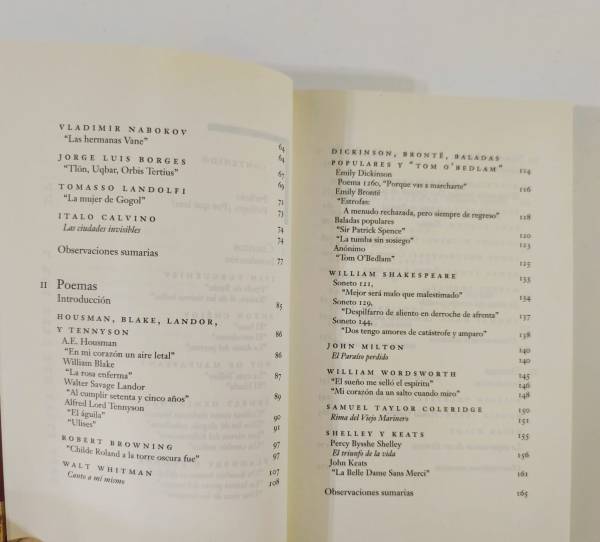 VLADIMIR NABOKOV 64
"Las hermanas Vane" 64
JORGE LUIS BORGES 67
"Tlön, Uqbar, Orbis Tertius" 69
TOMASSO LANDOLFI 71
"La mujer de Gogol" 73
ITALO CALVINO 74
Las ciudades invisibles 74
Observaciones sumarias 77
II Poemas
Introducción 85
HOUSMAN, BLAKE, LANDOR,
Y TENNYSON 86
A.E. Housman
"En mi corazón un aire letal" 86
William Blake
"La rosa enferma" 87
Walter Savage Landor
"Al cumplir setenta y cinco años" 89
Alfred Lord Tennyson
"El águila" 90
"Ulises" 91
ROBERT BROWNING 97
"Childe Roland a la torre oscura fue" 97
WALT WHITMAN 107
Canto a mí mismo 108
DICKINSON, BRONTË, BALADAS
POPULARES Y "TOM O'BEDLAM" 114
Emily Dickinson
Poema 1260, "Porque vas a marcharte" 116
Emily Brontë
"Estrofas:
A menudo rechazada, pero siempre de regreso" 118
Baladas populares
"Sir Patrick Spence" 120
"La tumba sin sosiego" 123
Anónimo
"Tom O'Bedlam" 125
WILLIAM SHAKESPEARE 133
Soneto 121,
"Mejor será malo que malestimado" 134
Soneto 129,
"Despilfarro de aliento en derroche de afrenta" 137
Soneto 144,
"Dos tengo amores de catástrofe y amparo" 138
JOHN MILTON 140
El Paraíso perdido 140
WILLIAM WORDSWORTH 145
"El sueño me selló el espíritu" 146
"Mi corazón da un salto cuando miro" 148
SAMUEL TAYLOR COLERIDGE 150
Rima del Viejo Marinero 151
SHELLEY Y KEATS 155
Percy Bysshe Shelley
El triunfo de la vida 156
John Keats
"La Belle Dame Sans Merci" 161
Observaciones sumarias 165